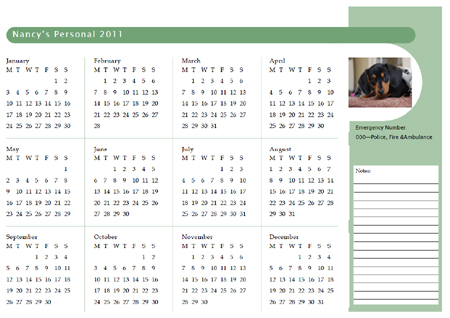 Nancy's Personal 2011
January
M T W T F S S
1 2
3 4 5 6 7 8 9
10 11 12 13 14 15 16
17 18 19 20 21 22 23
24 25 26 27 28 29 30
February
M T W T F S S
1 2 3 4 5 6
7 8 9 10 11 12 13
14 15 16 17 18 19 20
21 22 23 24 25 26 27
28
March
M T W T F S S
1 2 3 4 5 6
7 8 9 10 11 12 13
14 15 16 17 18 19 20
21 22 23 24 25 26 27
28 29 30 31
April
M T W T F S S
1 2 3
4 5 6 7 8 9 10
11 12 13 14 15 16 17
18 19 20 21 22 23 24
25 26 27 28 29 30
Emergency Number
000—Police, Fire &Ambulance
May
M T W T F S S
1
2 3 4 5 6 7 8
9 10 11 12 13 14 15
16 17 18 19 20 21 22
23 24 25 26 27 28 29
June
M T W T F S S
1 2 3 4 5
6 7 8 9 10 11 12
13 14 15 16 17 18 19
20 21 22 23 24 25 26
27 28 29 30
July
M T W T F S S
1 2 3
4 5 6 7 8 9 10
11 12 13 14 15 16 17
18 19 20 21 22 23 24
25 26 27 28 29 30 31
August
M T W T F S S
1 2 3 4 5 6 7
8 9 10 11 12 13 14
15 16 17 18 19 20 21
22 23 24 25 26 27 28
29 30 31
Notes:
September
M T W T F S S
1 2 3 4
5 6 7 8 9 10 11
12 13 14 15 16 17 18
19 20 21 22 23 24 25
26 27 28 29 30
October
M T W T F S S
1 2
3 4 5 6 7 8 9
10 11 12 13 14 15 16
17 18 19 20 21 22 23
24 25 26 27 28 29 30
November
M T W T F S S
1 2 3 4 5 6
7 8 9 10 11 12 13
14 15 16 17 18 19 20
21 22 23 24 25 26 27
28 29 30
December
M T W T F S S
1 2 3 4
5 6 7 8 9 10 11
12 13 14 15 16 17 18
19 20 21 22 23 24 25
26 27 28 29 30 31